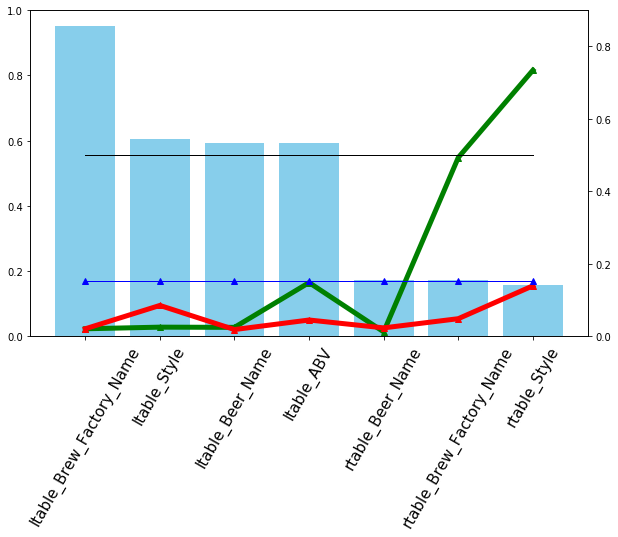 1.0
0.8
0.6
0.4
0.2
0.0
0.8
0.6
0.4
0.2
0.0
ltable_Brew_Factory_Name
ltable_Style
ltable_Beer_Name
ltable_ABV
rtable_Beer_Name
rtable_Brew_Factory_Name
rtable_Style